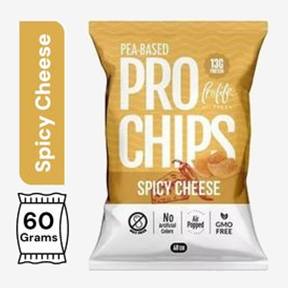 Spicy Cheese
60
Grams
PEA-BASED
13G
PROTEIN
PRO
CHIPS
SPICY CHEESE
No
Artificial
Colors
Air
Popped
GMO
FREE